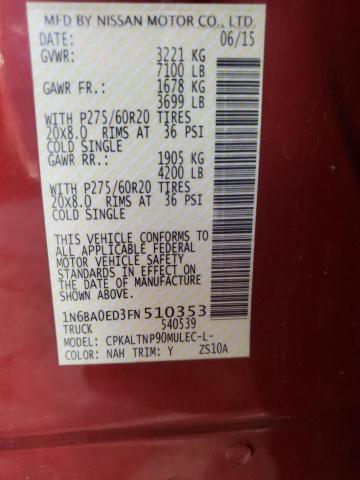 MFD BY NISSAN MOTOR CO., LTD.
DATE: 06/15
GVWR: 3221 KG
7100 LB
GAWR FR.: 1678 KG
3699 LB
WITH P275/60R20 TIRES
20X8.0 RIMS AT 36 PSI
COLD SINGLE
GAWR RR.: 1905 KG
4200 LB
WITH P275/60R20 TIRES
20X8.0 RIMS AT 36 PSI
COLD SINGLE
THIS VEHICLE CONFORMS TO
ALL APPLICABLE FEDERAL
MOTOR VEHICLE SAFETY AND
THEFT PREVENTION STANDARDS
IN EFFECT ON THE DATE OF
MANUFACTURE SHOWN ABOVE.
1N6BA0ED3FN510353
TRUCK 540539
MODEL: CPKALTNP90MULEC-L-
COLOR: NAH TRIM: Y ZS10A